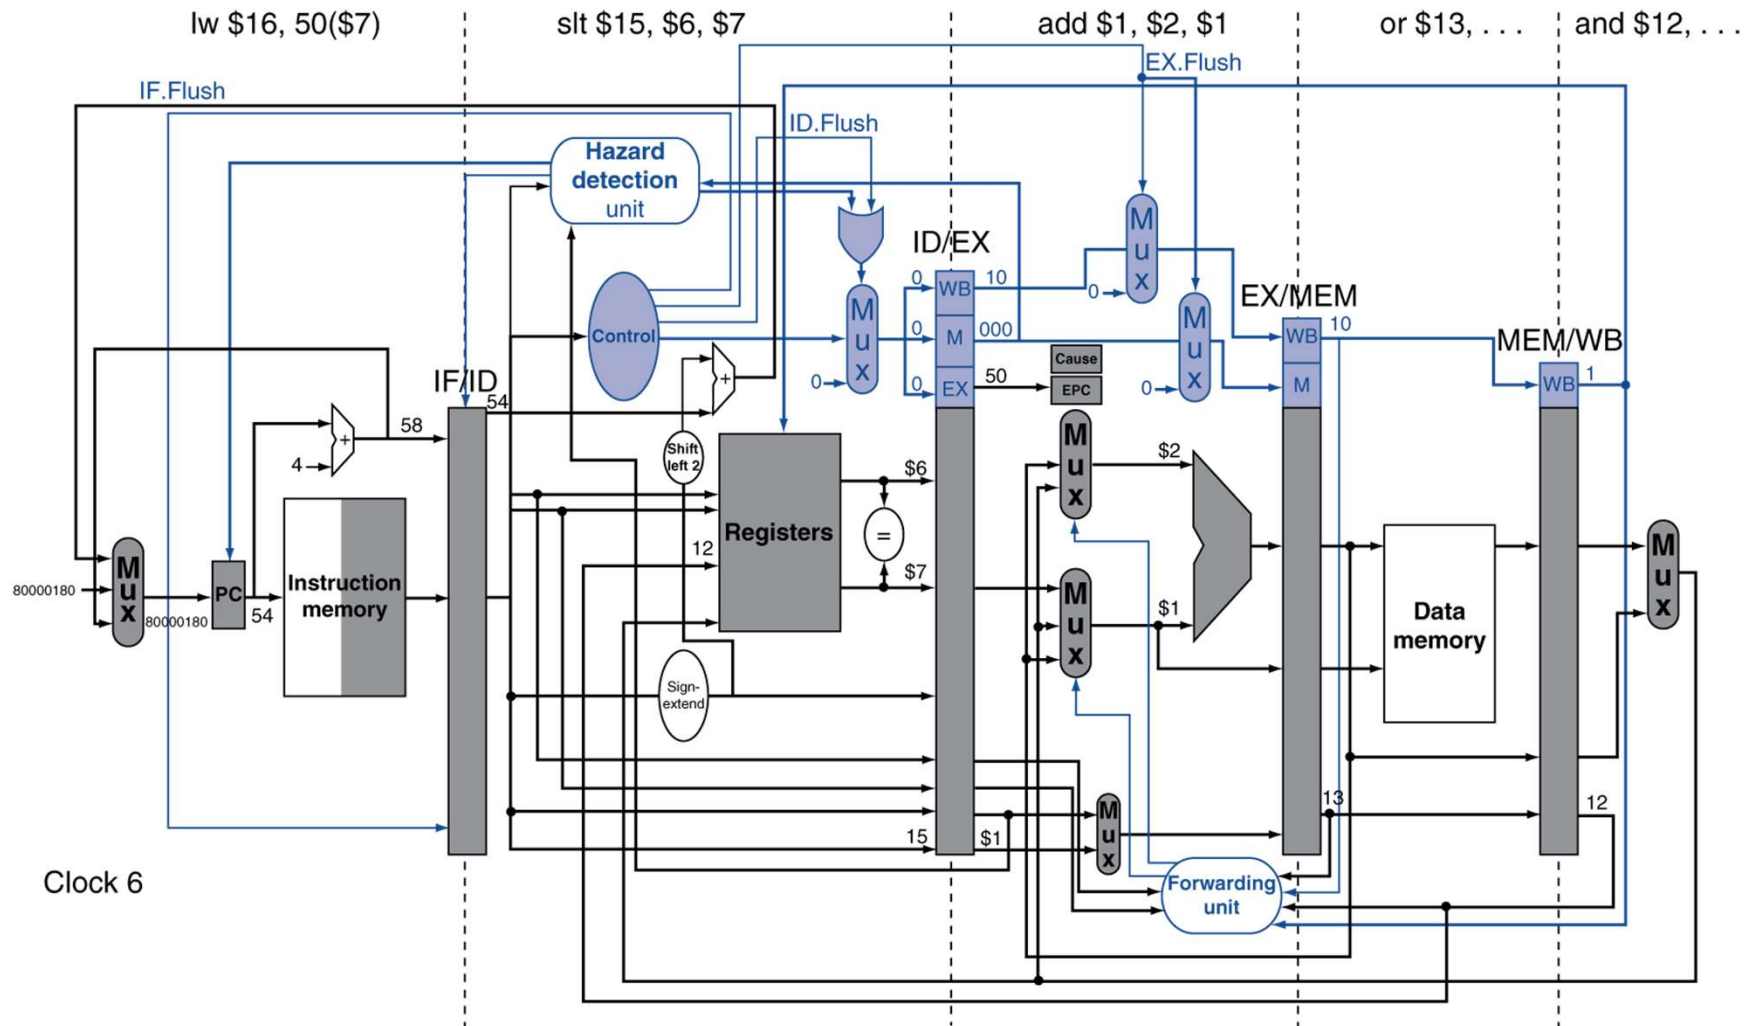 lw $16, 50($7)
slt $15, $6, $7
add $1, $2, $1
or $13, . . .
and $12, . . .
EX.Flush
IF.Flush
ID.Flush
Hazard
detection
unit
Mux
0
ID/EX
0
WB
10
Control
Mux
0
0
M
000
Mux
0
EX/MEM
WB
10
MEM/WB
Cause
EPC
0
EX
50
M
WB
1
IF/ID
54
+
58
+
4
Shift
left 2
Mux
$2
$6
Registers
=
12
$7
Mux
80000180
Mux
80000180
PC
54
Instruction
memory
Mux
$1
Data
memory
Mux
Sign-
extend
13
12
15
$1
Mux
Forwarding
unit
Clock 6